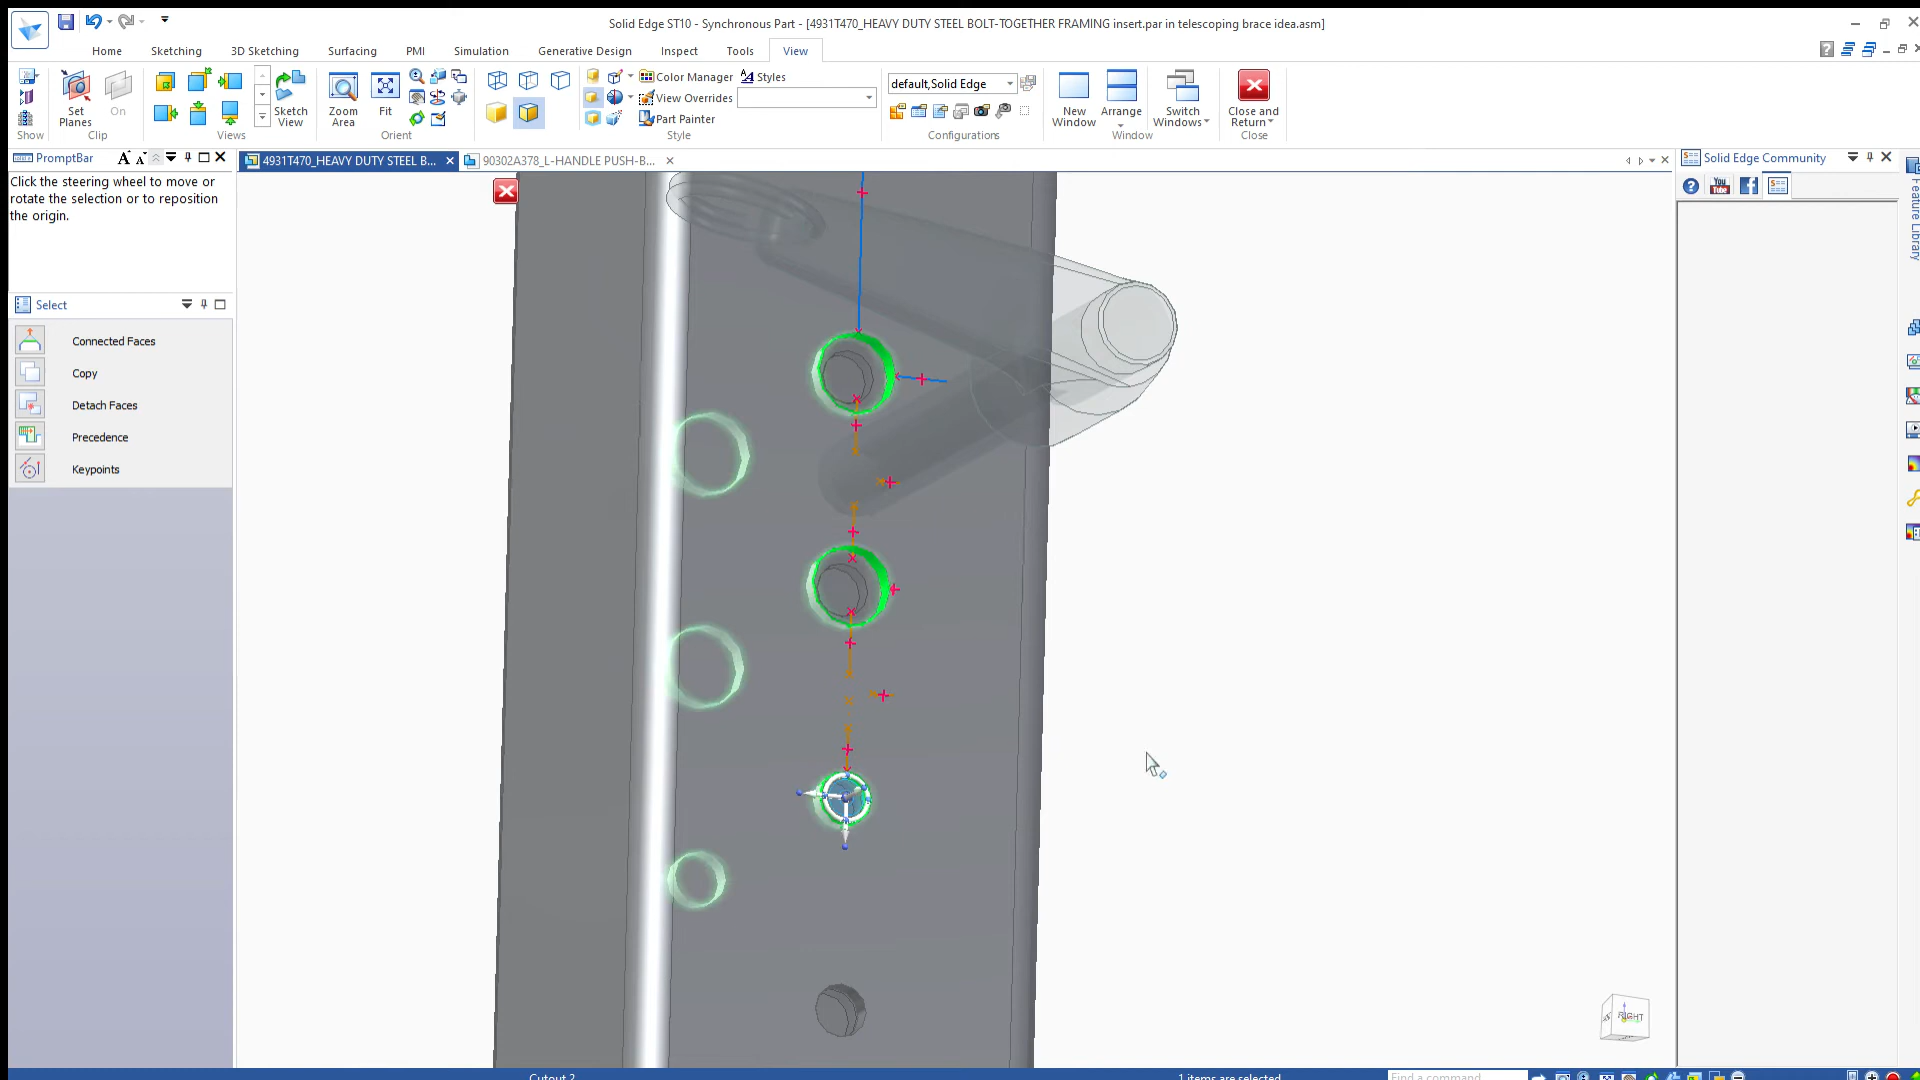 Solid Edge ST10 - Synchronous Part - [4931T470_HEAVY DUTY STEEL BOLT-TOGETHER FRAMING insert.par in telescoping brace idea.asm]
Home
Sketching
3D Sketching
Surfacing
PMI
Simulation
Generative Design
Inspect
Tools
View
Set Planes
On
Sketch View
Zoom Area
Fit
Color Manager
Styles
View Overrides
Part Painter
default,Solid Edge
New Window
Arrange
Switch Windows
Close and Return
Show
Clip
Views
Orient
Style
Configurations
Window
Close
PromptBar
4931T470_HEAVY DUTY STEEL B...
90302A378_L-HANDLE PUSH-B...
Solid Edge Community
Click the steering wheel to move or
rotate the selection or to reposition
the origin.
You Tube
Feature Library
Select
Connected Faces
Copy
Detach Faces
Precedence
Keypoints
RIGHT
Cutout 2
1 items are selected
Find a command